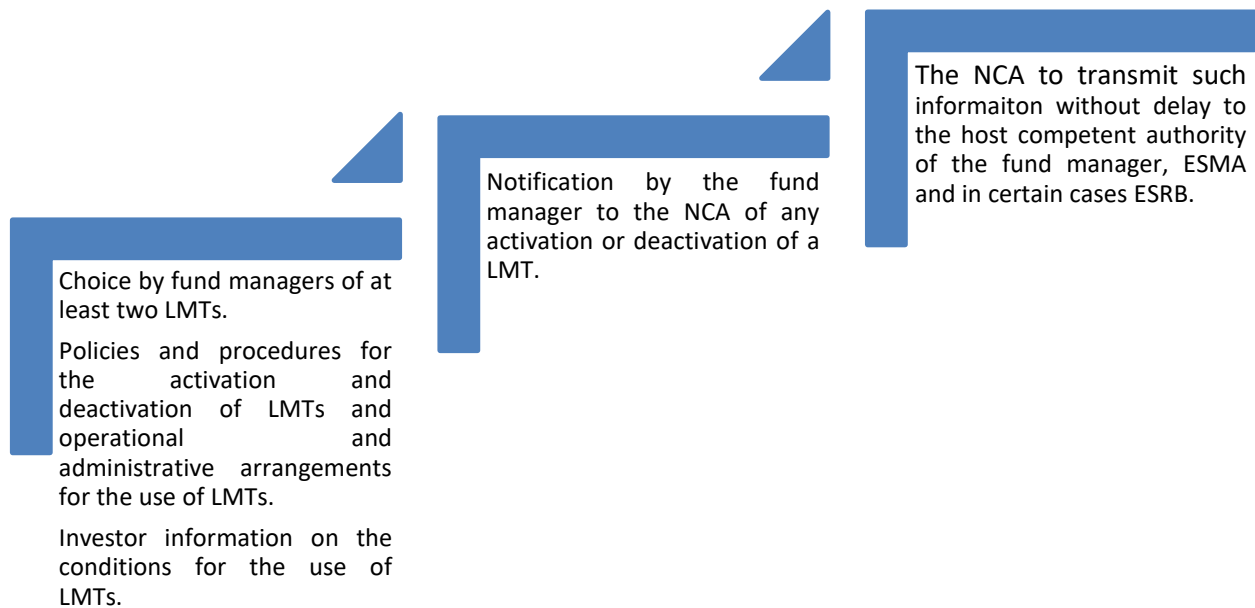 Choice by fund managers of at
least two LMTs.
Policies and procedures for
the activation and
deactivation of LMTs and
operational and
administrative arrangements
for the use of LMTs.
Investor information on the
conditions for the use of
LMTs.
Notification by the fund
manager to the NCA of any
activation or deactivation of a
LMT.
The NCA to transmit such
informaiton without delay to
the host competent authority
of the fund manager, ESMA
and in certain cases ESRB.